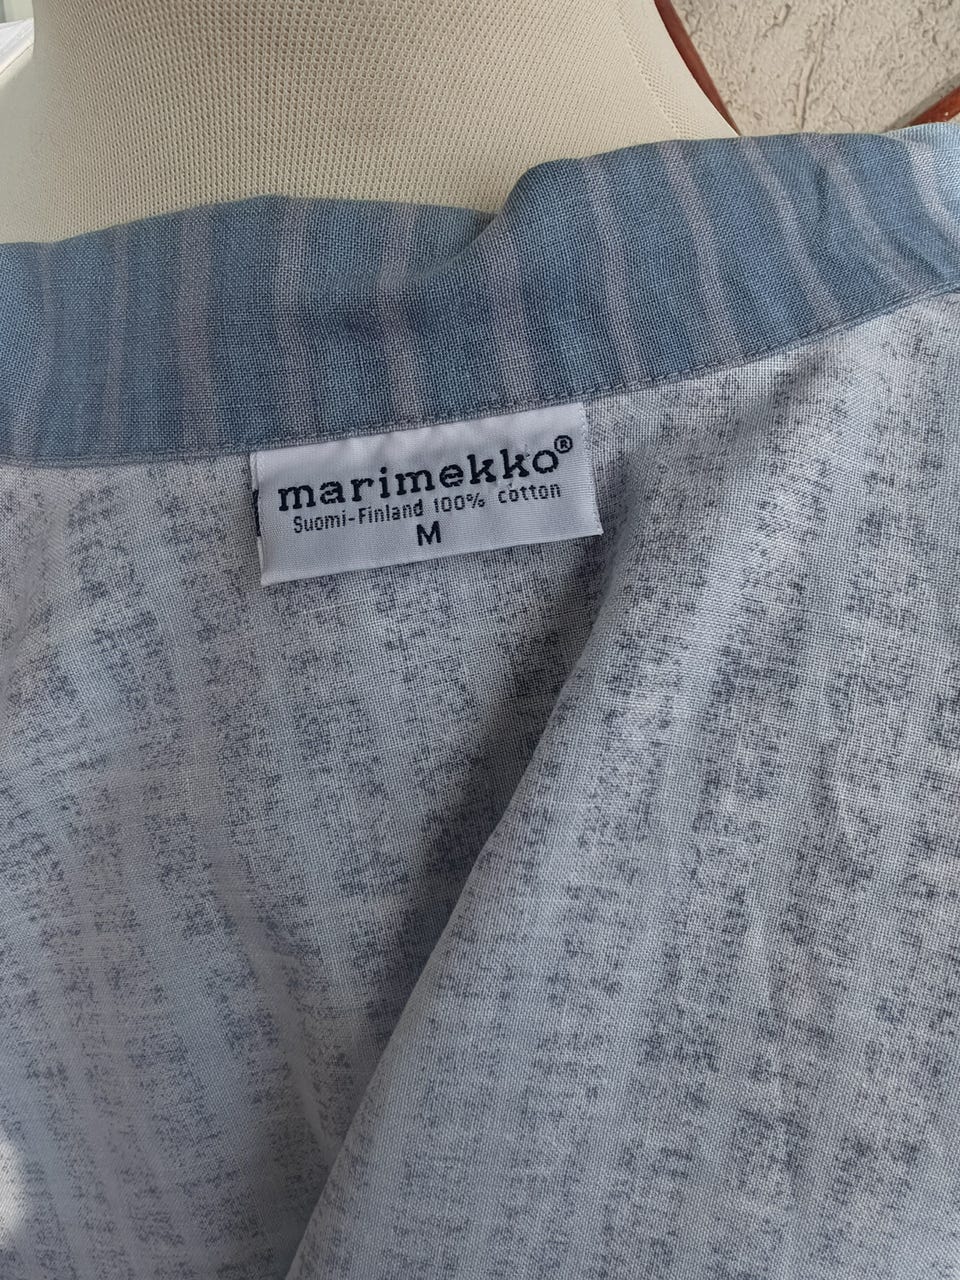 marimekko®
Suomi-Finland 100% cotton
M